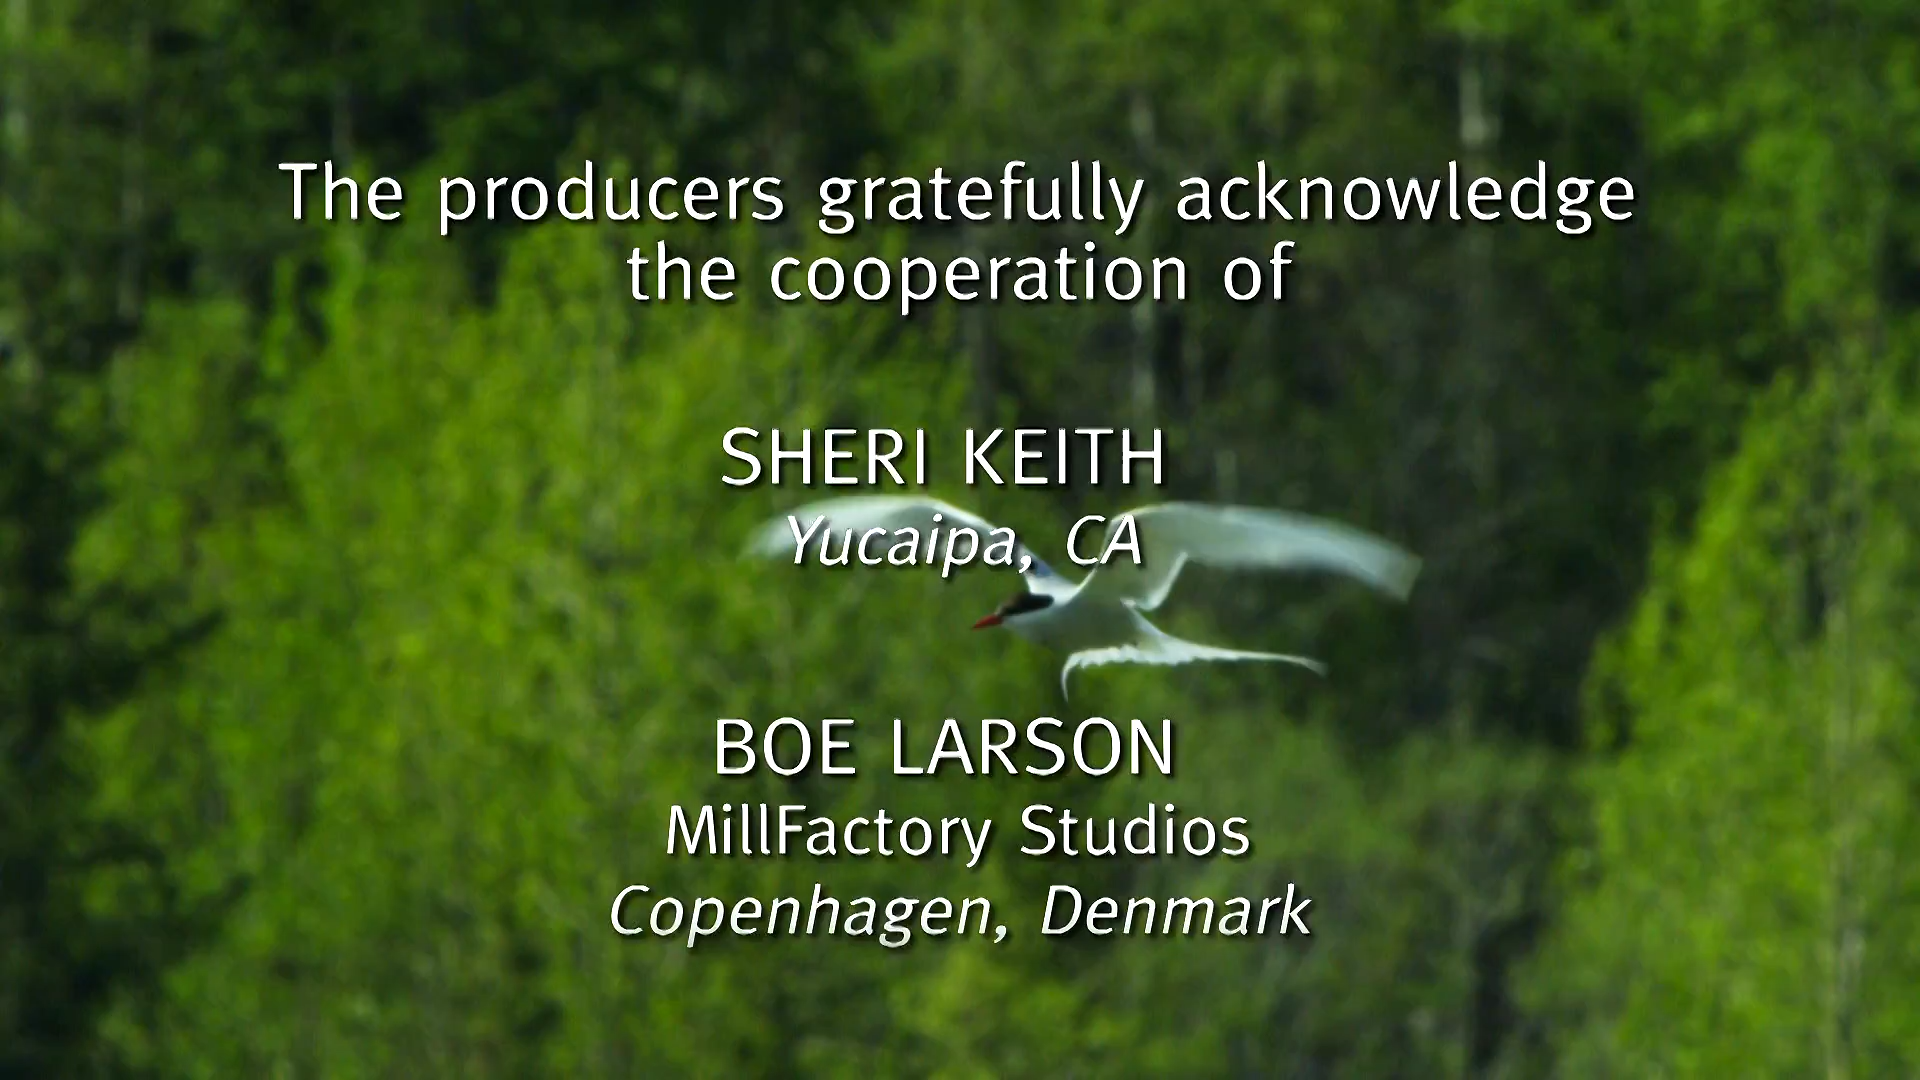 The producers gratefully acknowledge
the cooperation of
SHERI KEITH
Yucaipa, CA
BOE LARSON
MillFactory Studios
Copenhagen, Denmark